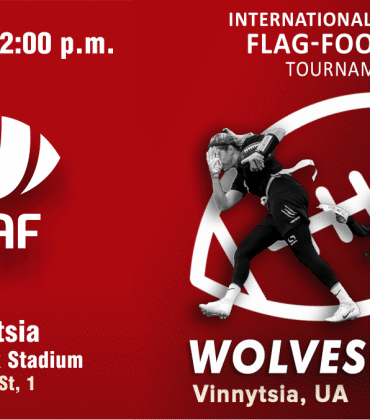 2:00 p.m.
AF
tsia
Stadium
St, 1
INTERNATIONAL
FLAG-FOO
TOURNAM
WOLVES
Vinnytsia, UA